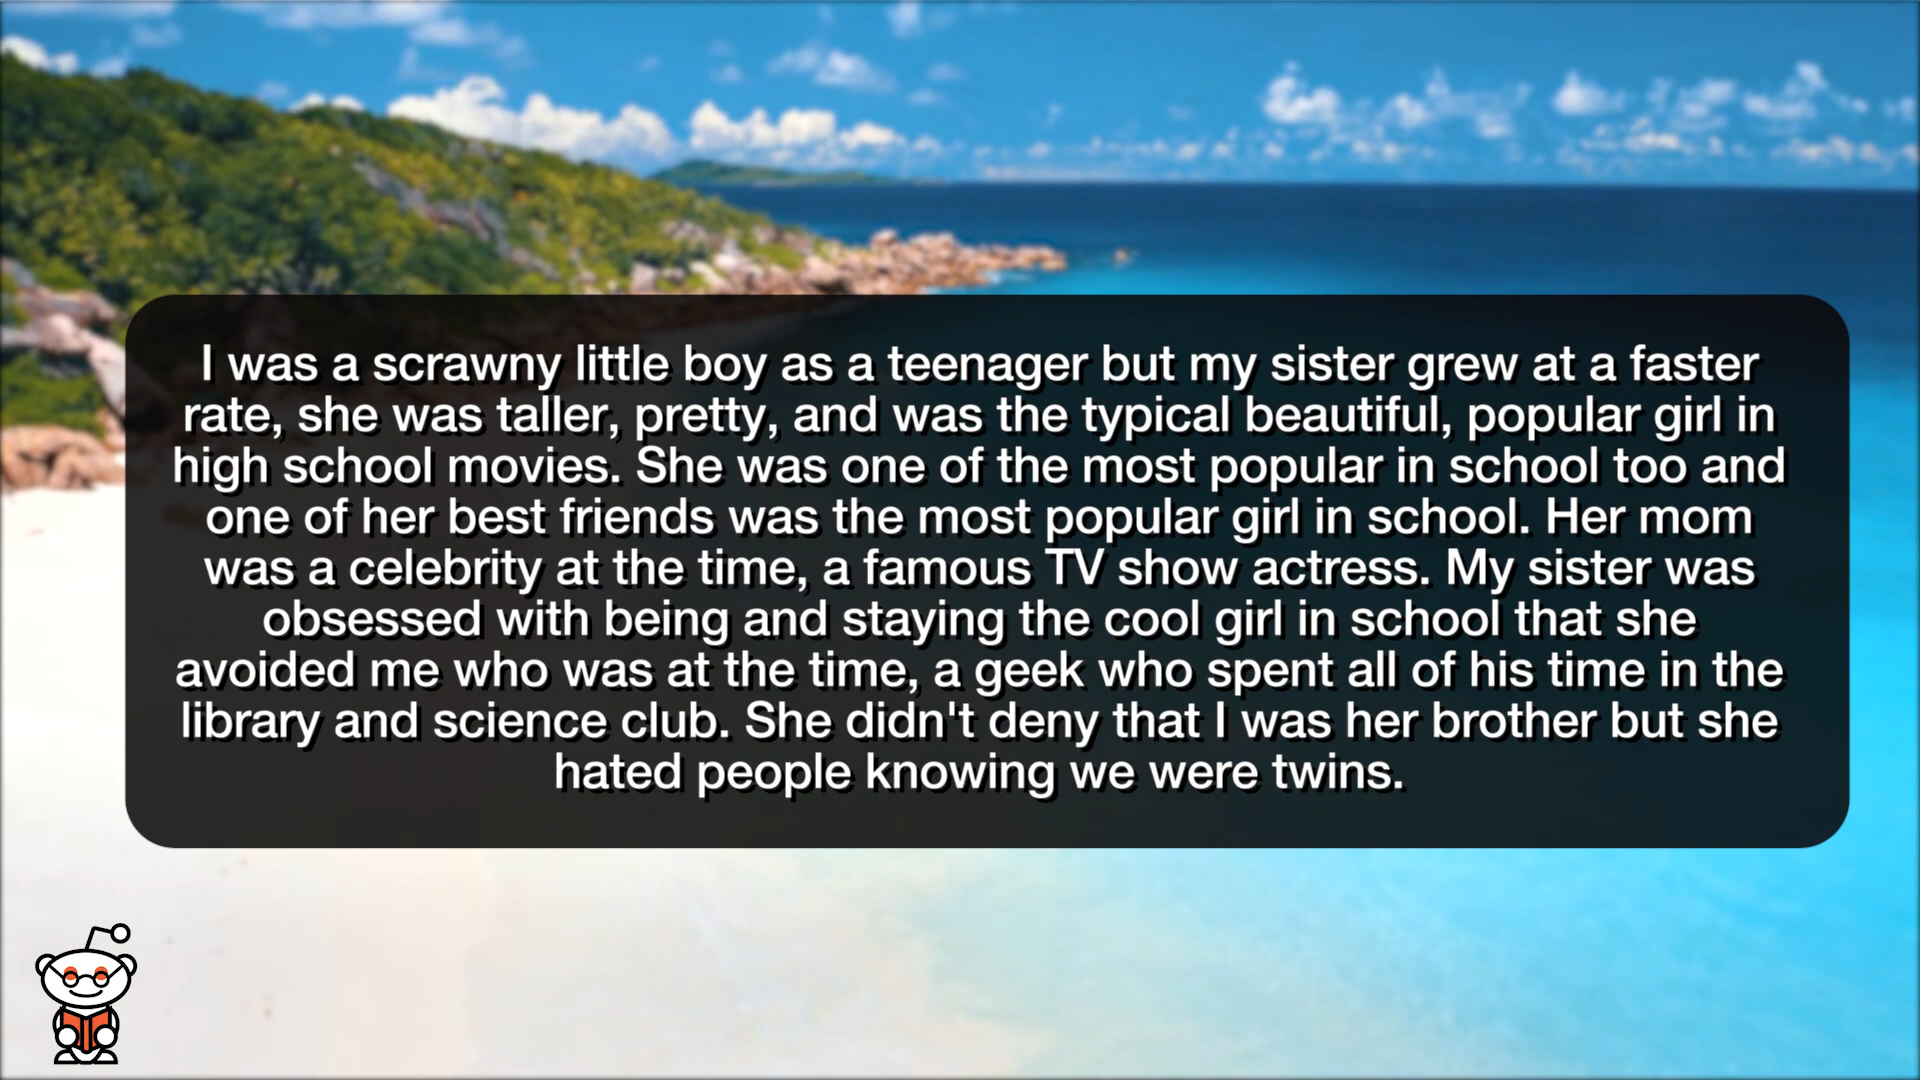 I was a scrawny little boy as a teenager but my sister grew at a faster
rate, she was taller, pretty, and was the typical beautiful, popular girl in
high school movies. She was one of the most popular in school too and
one of her best friends was the most popular girl in school. Her mom
was a celebrity at the time, a famous TV show actress. My sister was
obsessed with being and staying the cool girl in school that she
avoided me who was at the time, a geek who spent all of his time in the
library and science club. She didn't deny that I was her brother but she
hated people knowing we were twins.